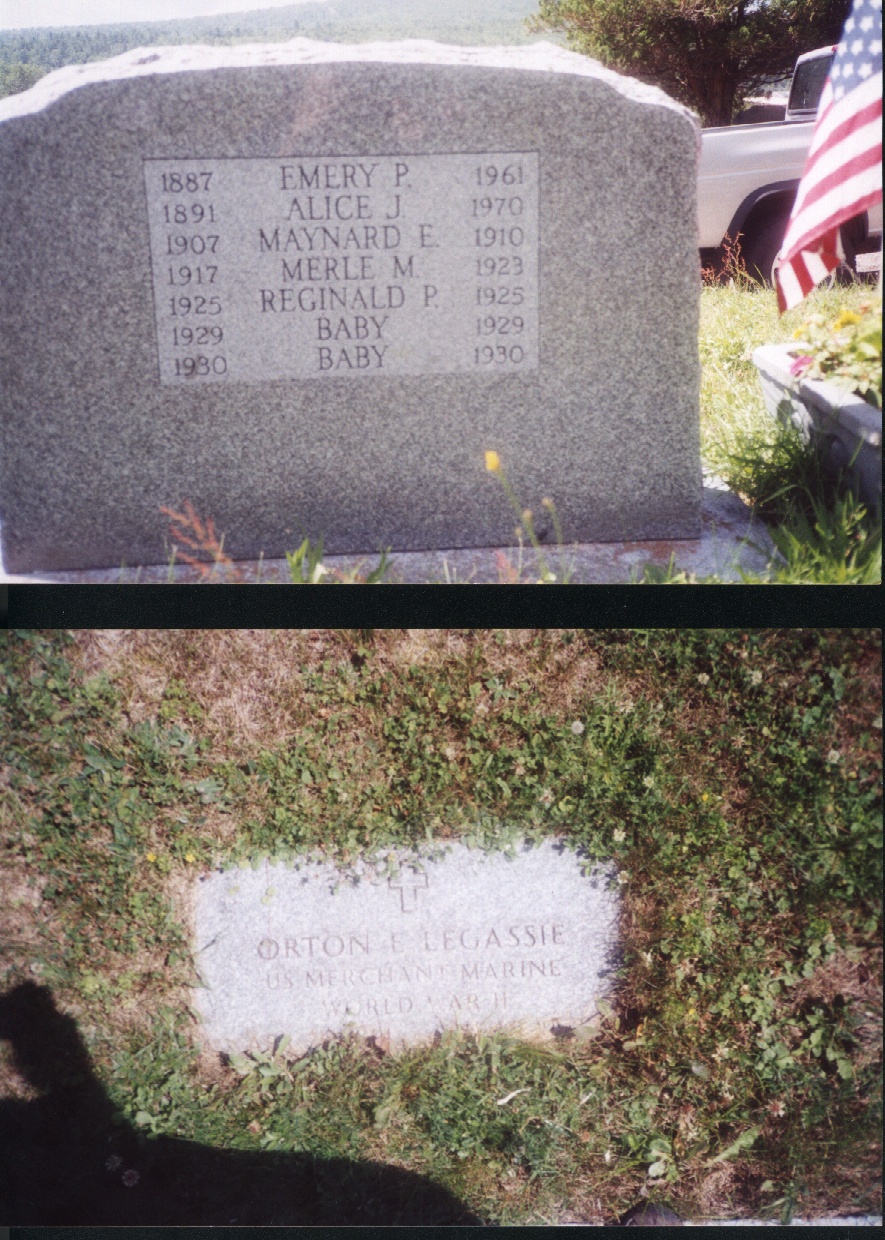 1887 EMERY P. 1961
1891 ALICE J. 1970
1907 MAYNARD E. 1910
1917 MERLE M. 1923
1925 REGINALD P. 1925
1929 BABY 1929
1930 BABY 1930
ORTON E LEGASSIE
US MERCHANT MARINE
WORLD WAR II